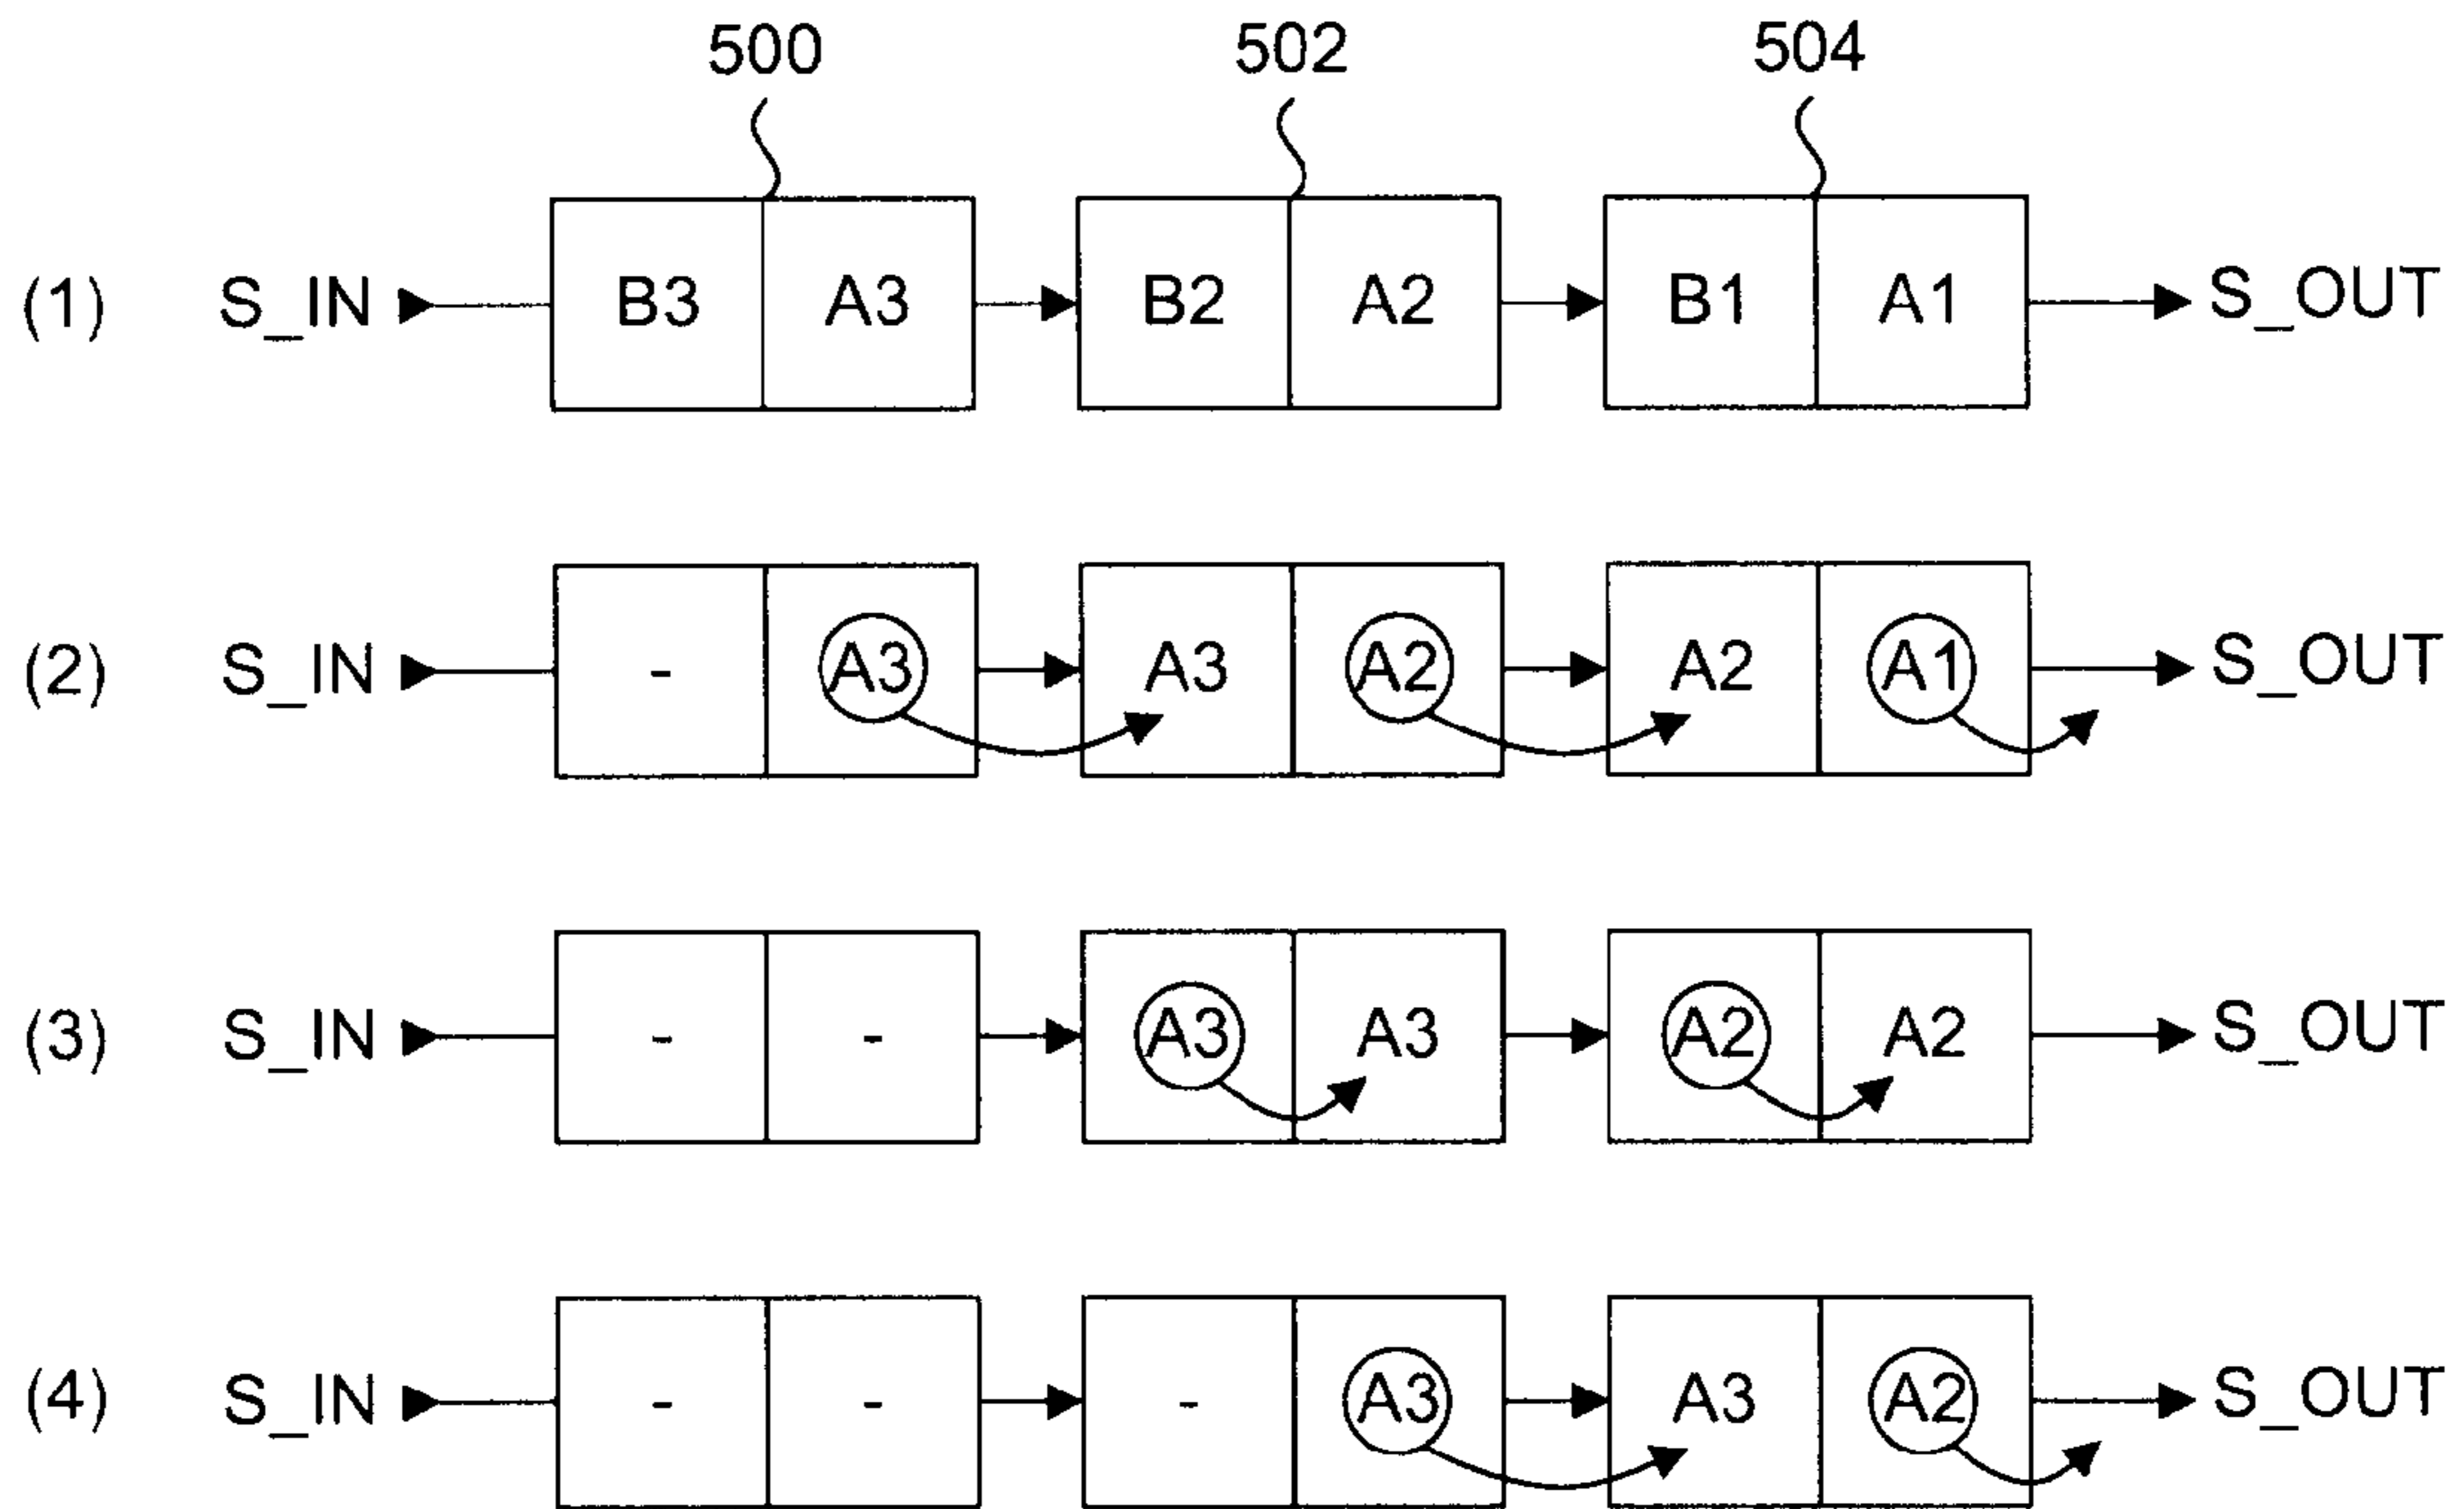 500 502 504
(1) S_IN B3 A3 B2 A2 B1 A1 S_OUT
(2) S_IN - A3 A3 A2 A2 A1 S_OUT
(3) S_IN - - A3 A3 A2 A2 S_OUT
(4) S_IN - - - A3 A3 A2 S_OUT